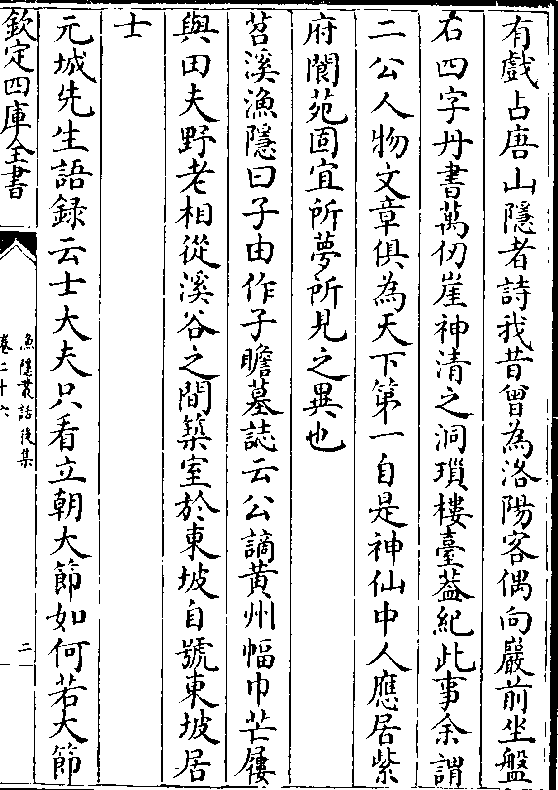 有戲占唐山隱者詩我昔曾為洛陽客偶向巖前坐盤
石四字丹書萬仞崖神清之洞瑣樓臺葢紀此事余謂
二公人物文章俱為天下第一自是神仙中人應居紫
府閬苑固宜所夢所見之異也
苕溪漁隱曰子由作子瞻墓誌云公謫黃州幅巾芒屩
與田夫野老相從溪谷之間築室於東坡自號東坡居
士
元城先生語録云士大夫只看立朝大節如何若大節
欽定四庫全書
漁隱叢話後集
卷二十六
二